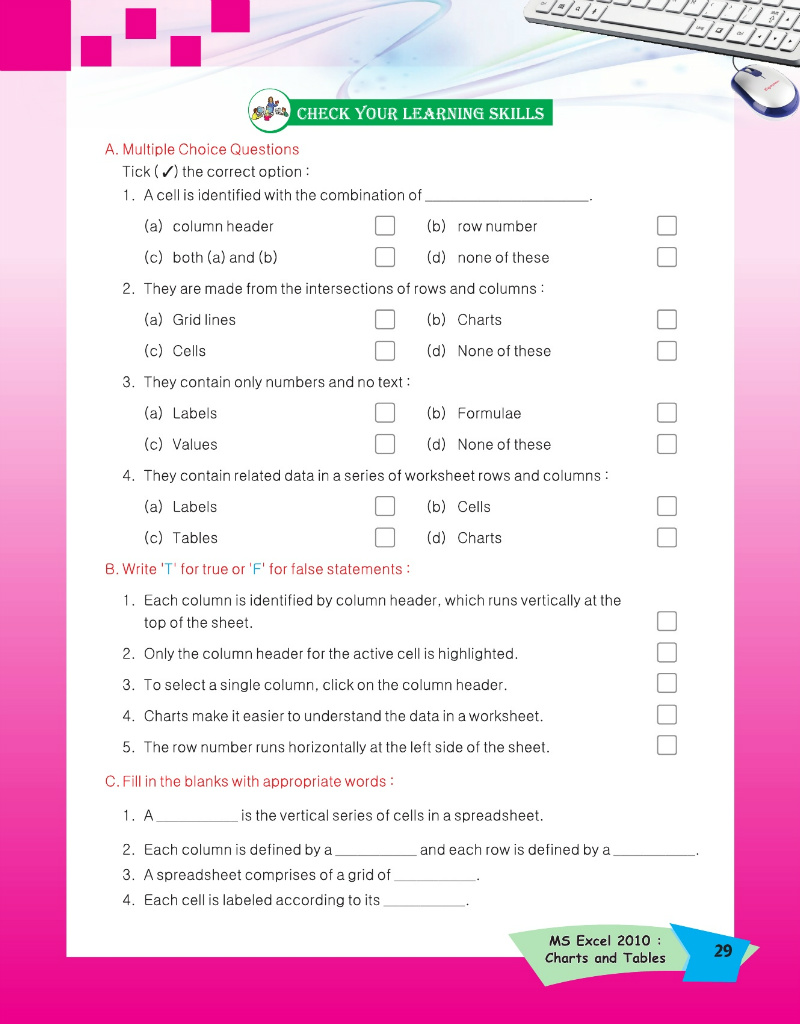 CHECK YOUR LEARNING SKILLS
A. Multiple Choice Questions
Tick (✓) the correct option :
1. A cell is identified with the combination of ____________________.
(a) column header (b) row number
(c) both (a) and (b) (d) none of these
2. They are made from the intersections of rows and columns :
(a) Grid lines (b) Charts
(c) Cells (d) None of these
3. They contain only numbers and no text :
(a) Labels (b) Formulae
(c) Values (d) None of these
4. They contain related data in a series of worksheet rows and columns :
(a) Labels (b) Cells
(c) Tables (d) Charts
B. Write 'T' for true or 'F' for false statements :
1. Each column is identified by column header, which runs vertically at the
top of the sheet.
2. Only the column header for the active cell is highlighted.
3. To select a single column, click on the column header.
4. Charts make it easier to understand the data in a worksheet.
5. The row number runs horizontally at the left side of the sheet.
C. Fill in the blanks with appropriate words :
1. A __________ is the vertical series of cells in a spreadsheet.
2. Each column is defined by a __________ and each row is defined by a __________.
3. A spreadsheet comprises of a grid of __________.
4. Each cell is labeled according to its __________.
MS Excel 2010 :
Charts and Tables
29